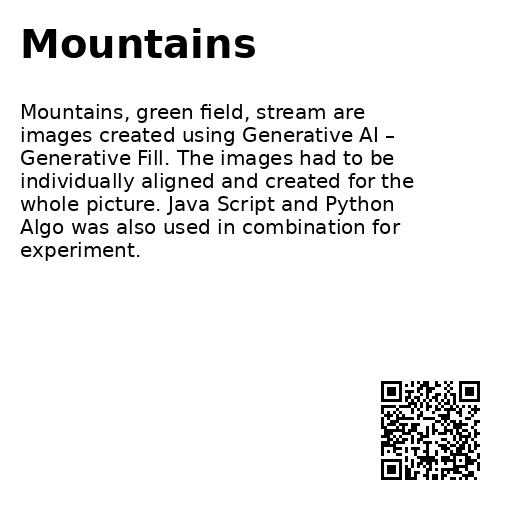 Mountains
Mountains, green field, stream are
images created using Generative AI –
Generative Fill. The images had to be
individually aligned and created for the
whole picture. Java Script and Python
Algo was also used in combination for
experiment.